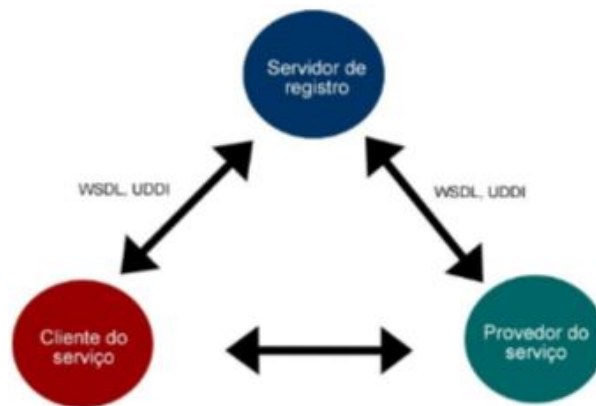 Servidor de
registro
WSDL, UDDI
WSDL, UDDI
Cliente do
serviço
Provedor do
serviço